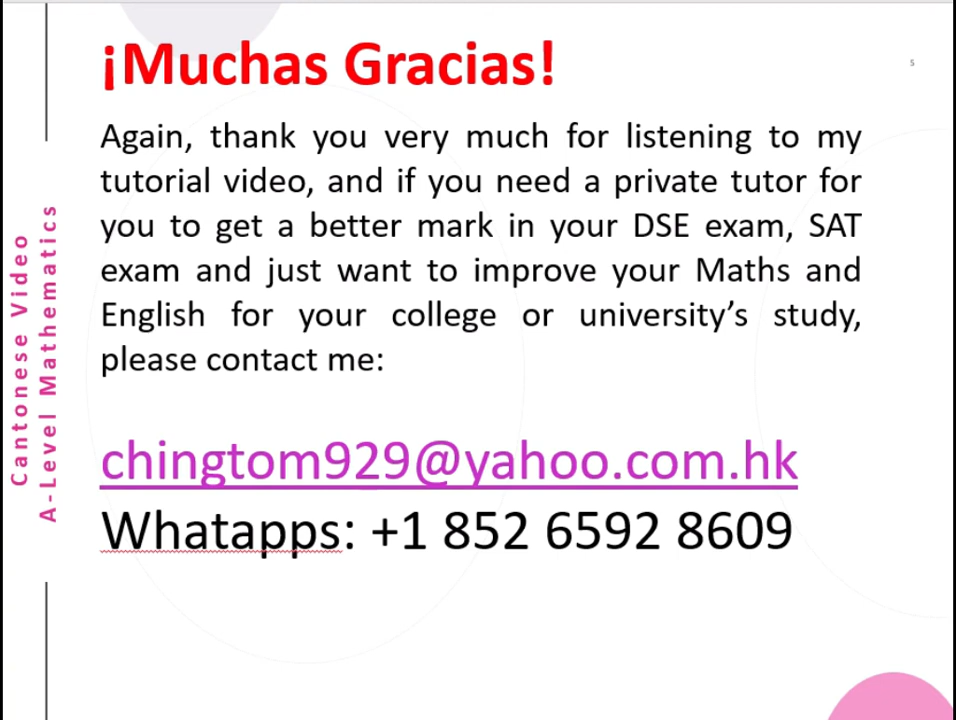 ¡Muchas Gracias!
5
Again, thank you very much for listening to my
tutorial video, and if you need a private tutor for
you to get a better mark in your DSE exam, SAT
exam and just want to improve your Maths and
English for your college or university’s study,
please contact me:
chingtom929@yahoo.com.hk
Whatapps: +1 852 6592 8609
Cantonese Video
A-Level Mathematics